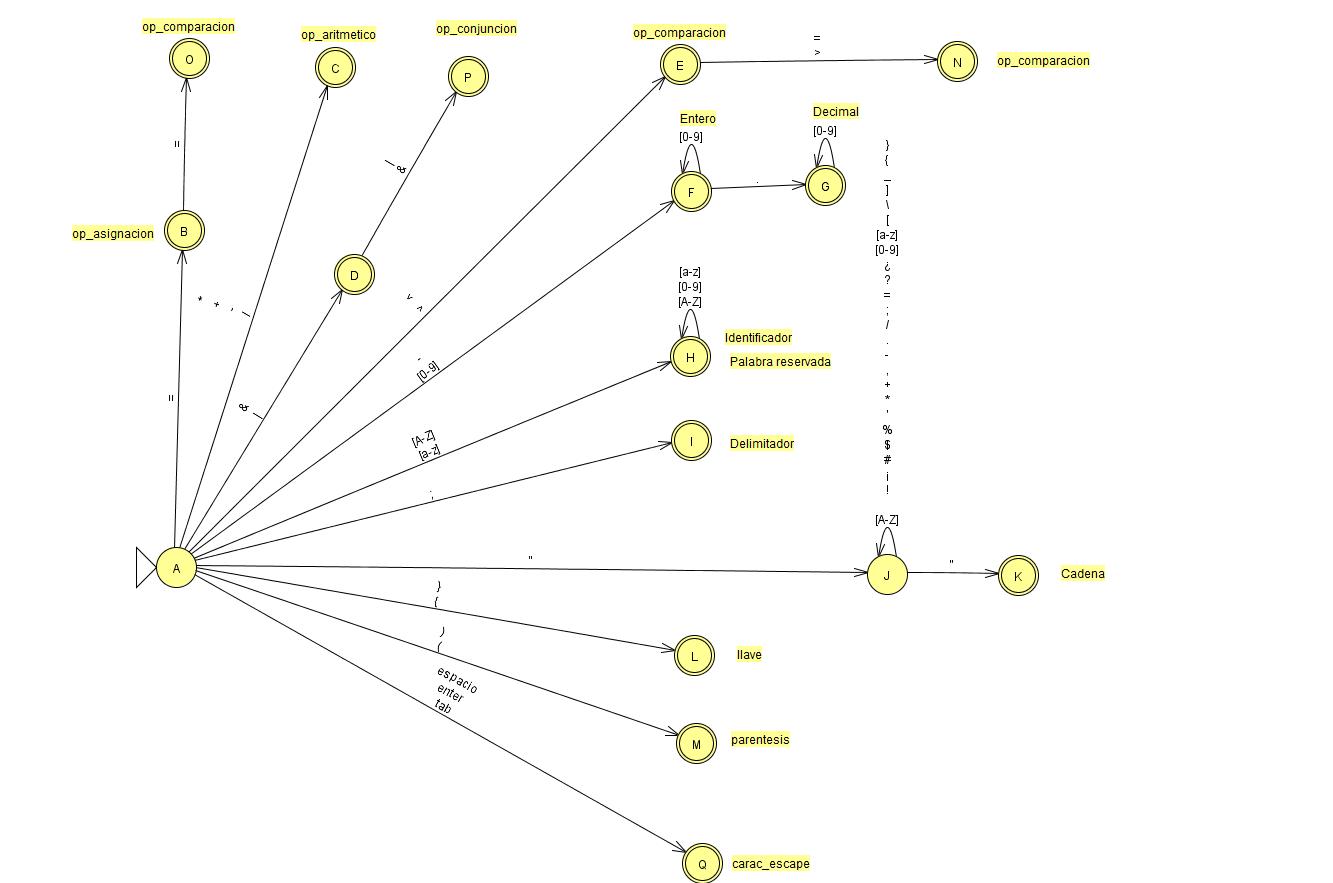 op_comparacion
O
op_aritmetico
C
op_conjuncion
P
op_comparacion
E
=
>
N
op_comparacion
=
|
&
Entero
[0-9]
F
.
Decimal
[0-9]
G
op_asignacion
B
D
* + - /
< >
-
[0-9]
=
& |
[a-z]
[0-9]
[A-Z]
H
Identificador
Palabra reservada
[A-Z]
[a-z]
I
Delimitador
;
}
{
_
]
\
[
[a-z]
[0-9]
¿
?
=
;
/
.
-
,
+
*
'
%
$
#
¡
!
[A-Z]
A
"
J
"
K
Cadena
}
{
L
llave
)
(
M
parentesis
espacio
enter
tab
Q
carac_escape